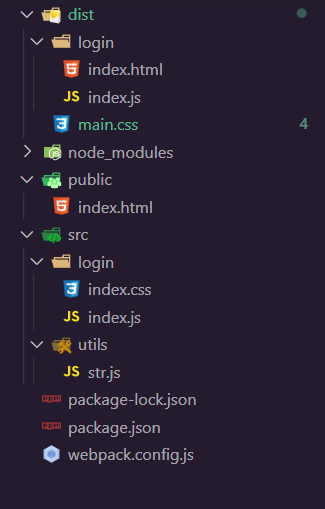 dist
login
index.html
JS index.js
main.css 4
node_modules
public
index.html
src
login
index.css
JS index.js
utils
JS str.js
package-lock.json
package.json
webpack.config.js